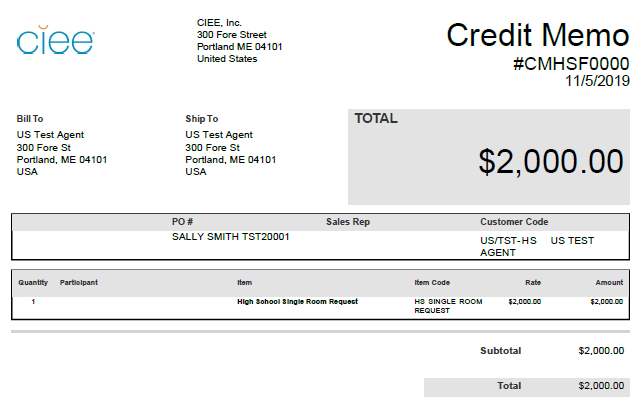 ciee
CIEE, Inc.
300 Fore Street
Portland ME 04101
United States
Credit Memo
#CMHSF0000
11/5/2019
Bill To
US Test Agent
300 Fore St
Portland, ME 04101
USA
Ship To
US Test Agent
300 Fore St
Portland, ME 04101
USA
TOTAL
$2,000.00
PO # Sales Rep Customer Code
SALLY SMITH TST20001 US/TST-HS US TEST
AGENT
Quantity Participant Item Item Code Rate Amount
1 High School Single Room Request HS SINGLE ROOM $2,000.00 $2,000.00
REQUEST
Subtotal $2,000.00
Total $2,000.00